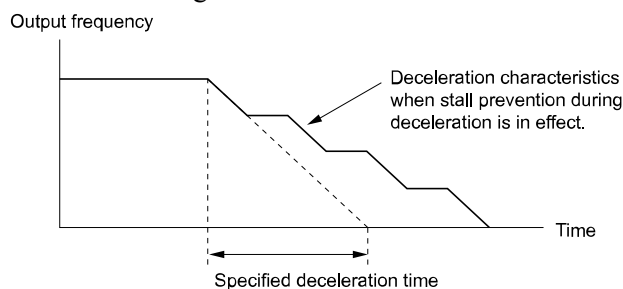 Output frequency
Deceleration characteristics
when stall prevention during
deceleration is in effect.
Time
Specified deceleration time